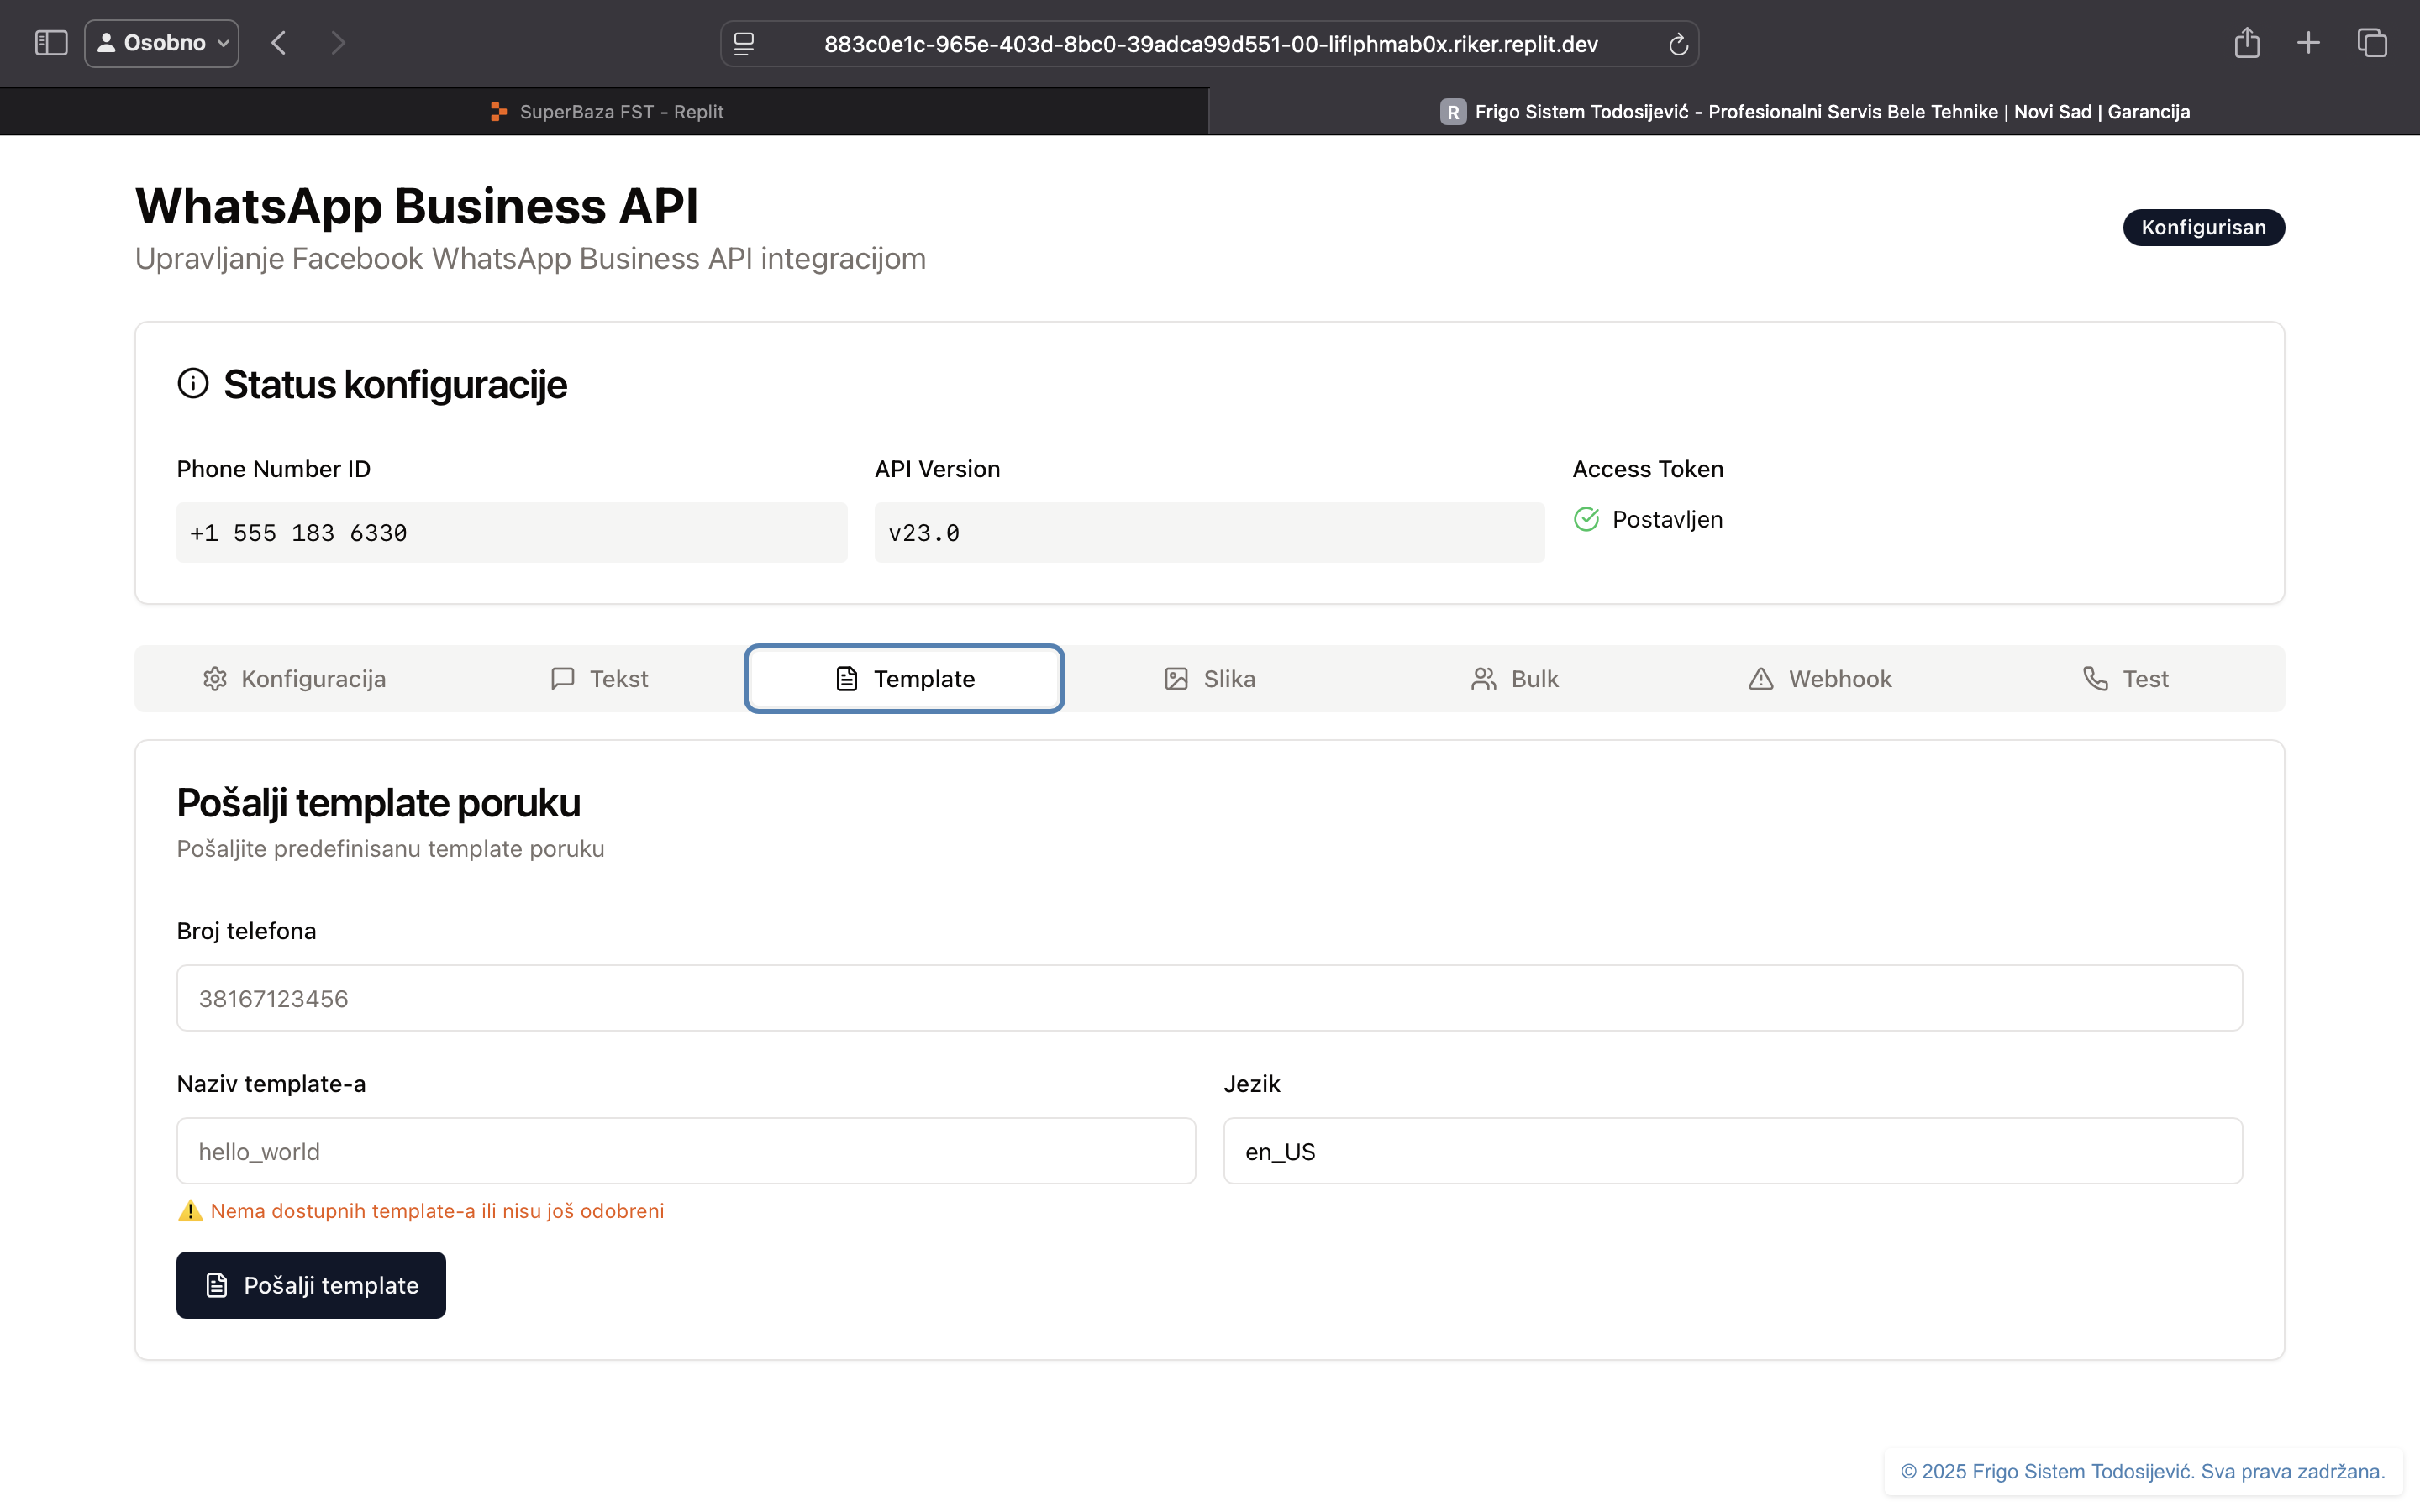 Osobno
883c0e1c-965e-403d-8bc0-39adca99d551-00-liflphmab0x.riker.replit.dev
SuperBaza FST - Replit
R Frigo Sistem Todosijević - Profesionalni Servis Bele Tehnike | Novi Sad | Garancija
WhatsApp Business API
Upravljanje Facebook WhatsApp Business API integracijom
Konfigurisan
Status konfiguracije
Phone Number ID
API Version
Access Token
+1 555 183 6330
v23.0
Postavljen
Konfiguracija
Tekst
Template
Slika
Bulk
Webhook
Test
Pošalji template poruku
Pošaljite predefinisanu template poruku
Broj telefona
38167123456
Naziv template-a
Jezik
hello_world
en_US
⚠️ Nema dostupnih template-a ili nisu još odobreni
Pošalji template
© 2025 Frigo Sistem Todosijević. Sva prava zadržana.